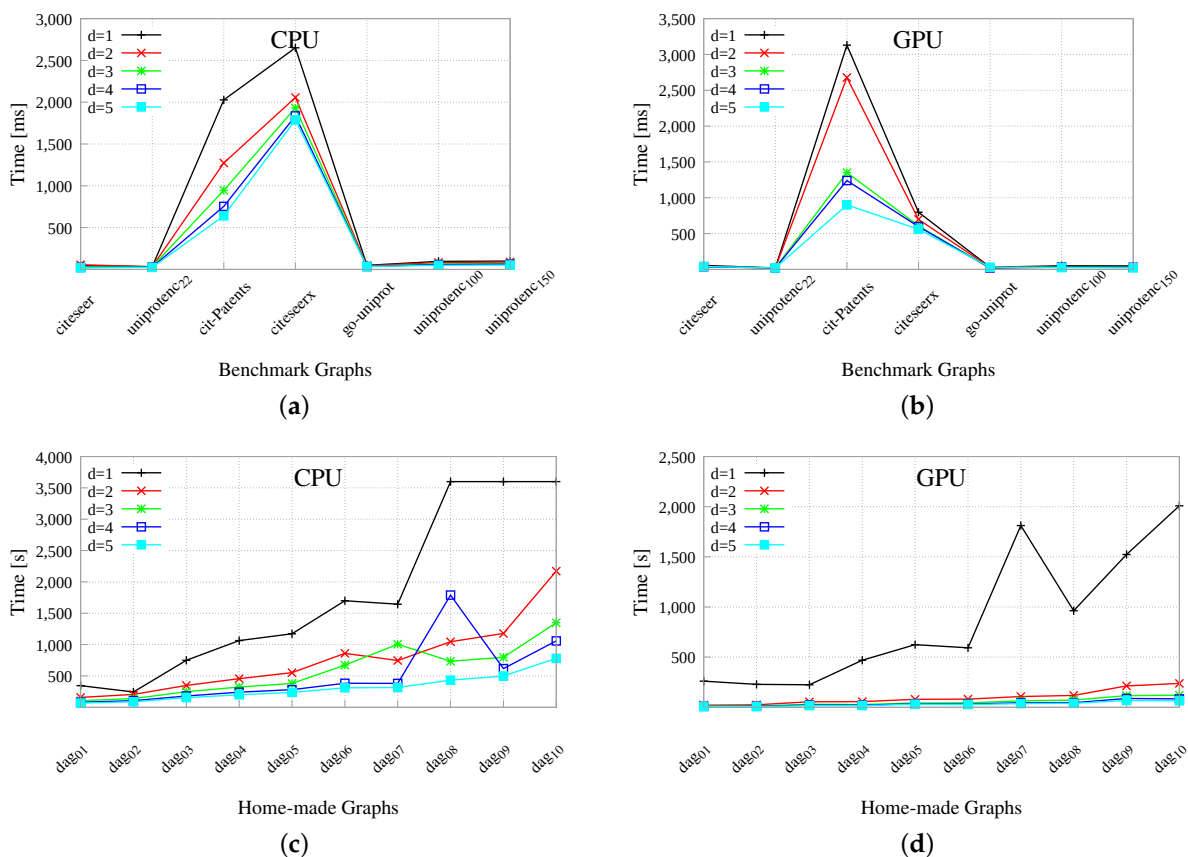 CPU
d=1
d=2
d=3
d=4
d=5
Time [ms]
3,000
2,500
2,000
1,500
1,000
500
citeseer
uniprotenc22
cit-Patents
citeseerx
go-uniprot
uniprotenc100
uniprotenc150
Benchmark Graphs
(a)
GPU
d=1
d=2
d=3
d=4
d=5
Time [ms]
3,500
3,000
2,500
2,000
1,500
1,000
500
citeseer
uniprotenc22
cit-Patents
citeseerx
go-uniprot
uniprotenc100
uniprotenc150
Benchmark Graphs
(b)
CPU
d=1
d=2
d=3
d=4
d=5
Time [s]
4,000
3,500
3,000
2,500
2,000
1,500
1,000
500
dag01
dag02
dag03
dag04
dag05
dag06
dag07
dag08
dag09
dag10
Home-made Graphs
(c)
GPU
d=1
d=2
d=3
d=4
d=5
Time [s]
2,500
2,000
1,500
1,000
500
dag01
dag02
dag03
dag04
dag05
dag06
dag07
dag08
dag09
dag10
Home-made Graphs
(d)